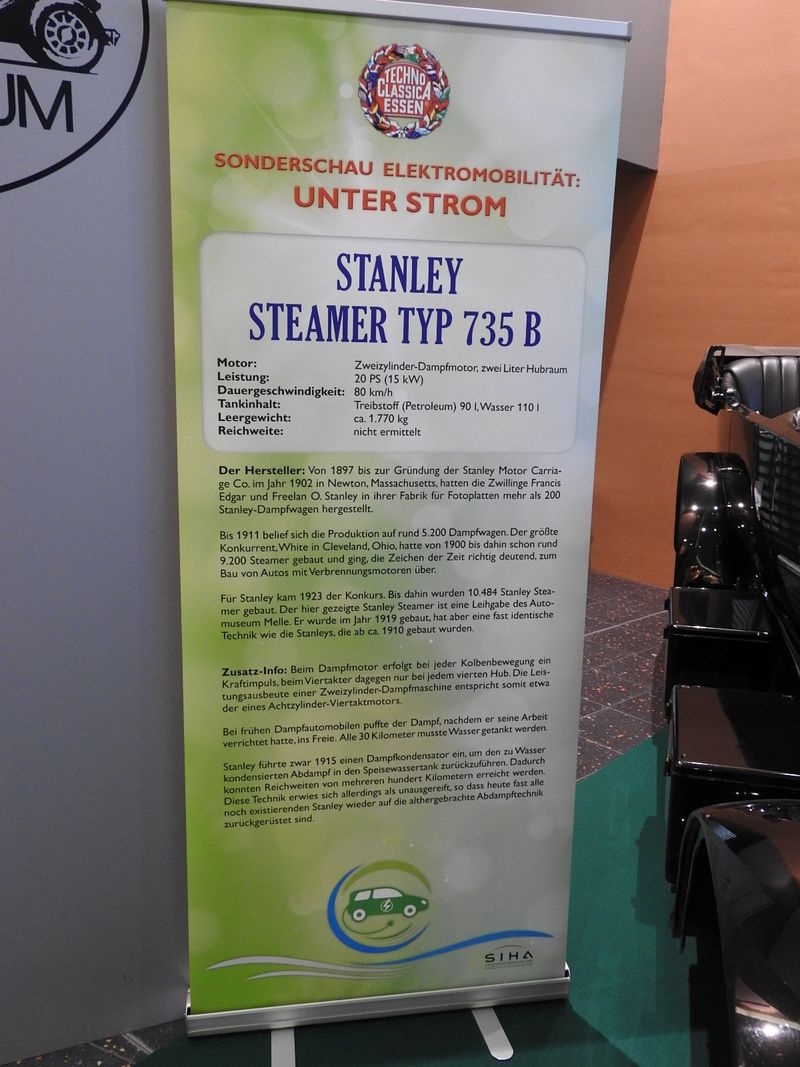 UM
TECHNO
CLASSICA
ESSEN
SONDERSCHAU ELEKTROMOBILITÄT:
UNTER STROM
STANLEY
STEAMER TYP 735 B
Motor: Zweizylinder-Dampfmotor, zwei Liter Hubraum
Leistung: 20 PS (15 kW)
Dauergeschwindigkeit: 80 km/h
Tankinhalt: Treibstoff (Petroleum) 90 l, Wasser 110 l
Leergewicht: ca. 1.770 kg
Reichweite: nicht ermittelt
Der Hersteller: Von 1897 bis zur Gründung der Stanley Motor Carria-
ge Co. im Jahr 1902 in Newton, Massachusetts, hatten die Zwillinge Francis
Edgar und Freelan O. Stanley in ihrer Fabrik für Fotoplatten mehr als 200
Stanley-Dampfwagen hergestellt.
Bis 1911 belief sich die Produktion auf rund 5.200 Dampfwagen. Der größte
Konkurrent, White in Cleveland, Ohio, hatte von 1900 bis dahin schon rund
9.200 Steamer gebaut und ging, die Zeichen der Zeit richtig deutend, zum
Bau von Autos mit Verbrennungsmotoren über.
Für Stanley kam 1923 der Konkurs. Bis dahin wurden 10.484 Stanley Stea-
mer gebaut. Der hier gezeigte Stanley Steamer ist eine Leihgabe des Auto-
museum Melle. Er wurde im Jahr 1919 gebaut, hat aber eine fast identische
Technik wie die Stanleys, die ab ca. 1910 gebaut wurden.
Zusatz-Info: Beim Dampfmotor erfolgt bei jeder Kolbenbewegung ein
Kraftimpuls, beim Viertakter dagegen nur bei jedem vierten Hub. Die Leis-
tungsausbeute einer Zweizylinder-Dampfmaschine entspricht somit etwa
der eines Achtzylinder-Viertaktmotors.
Bei frühen Dampfautomobilen puffte der Dampf, nachdem er seine Arbeit
verrichtet hatte, ins Freie. Alle 30 Kilometer musste Wasser getankt werden.
Stanley führte zwar 1915 einen Dampfkondensator ein, um den zu Wasser
kondensierten Abdampf in den Speisewassertank zurückzuführen. Dadurch
konnten Reichweiten von mehreren hundert Kilometern erreicht werden.
Diese Technik erwies sich allerdings als unausgereift, so dass heute fast alle
noch existierenden Stanley wieder auf die althergebrachte Abdampftechnik
zurückgerüstet sind.
SIHA